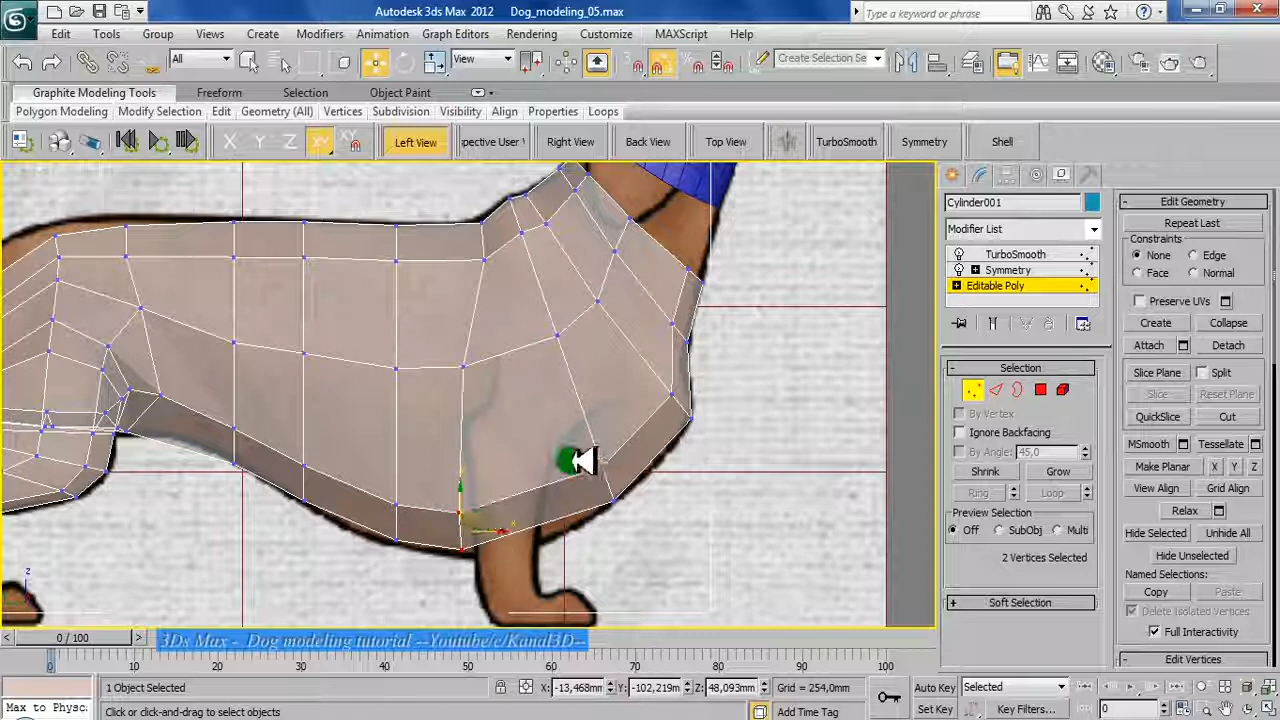 Autodesk 3ds Max 2012 Dog_modeling_05.max
Type a keyword or phrase
Edit Tools Group Views Create Modifiers Animation Graph Editors Rendering Customize MAXScript Help
All View Create Selection Se
Graphite Modeling Tools Freeform Selection Object Paint
Polygon Modeling Modify Selection Edit Geometry (All) Vertices Subdivision Visibility Align Properties Loops
X Y Z XY XY Left View pective User Right View Back View Top View TurboSmooth Symmetry Shell
Cylinder001
Modifier List
TurboSmooth
Symmetry
Editable Poly
- Selection
By Vertex
Ignore Backfacing
By Angle: 45,0
Shrink Grow
Ring Loop
Preview Selection
Off SubObj Multi
2 Vertices Selected
+ Soft Selection
- Edit Geometry
Repeat Last
Constraints
None Edge
Face Normal
Preserve UVs
Create Collapse
Attach Detach
Slice Plane Split
Slice Reset Plane
QuickSlice Cut
MSmooth Tessellate
Make Planar X Y Z
View Align Grid Align
Relax
Hide Selected Unhide All
Hide Unselected
Named Selections:
Copy Paste
Delete Isolated Vertices
Full Interactivity
- Edit Vertices
z
x
< 0 / 100 >
3Ds Max - Dog modeling tutorial --Youtube/c/Kanal3D--
0 10 20 30 40 50 60 70 80 90 100
1 Object Selected X: -13,468mm Y: -102,219m Z: 48,093mm Grid = 254,0mm Auto Key Selected
Max to Physc Click or click-and-drag to select objects Add Time Tag Set Key Key Filters... 0